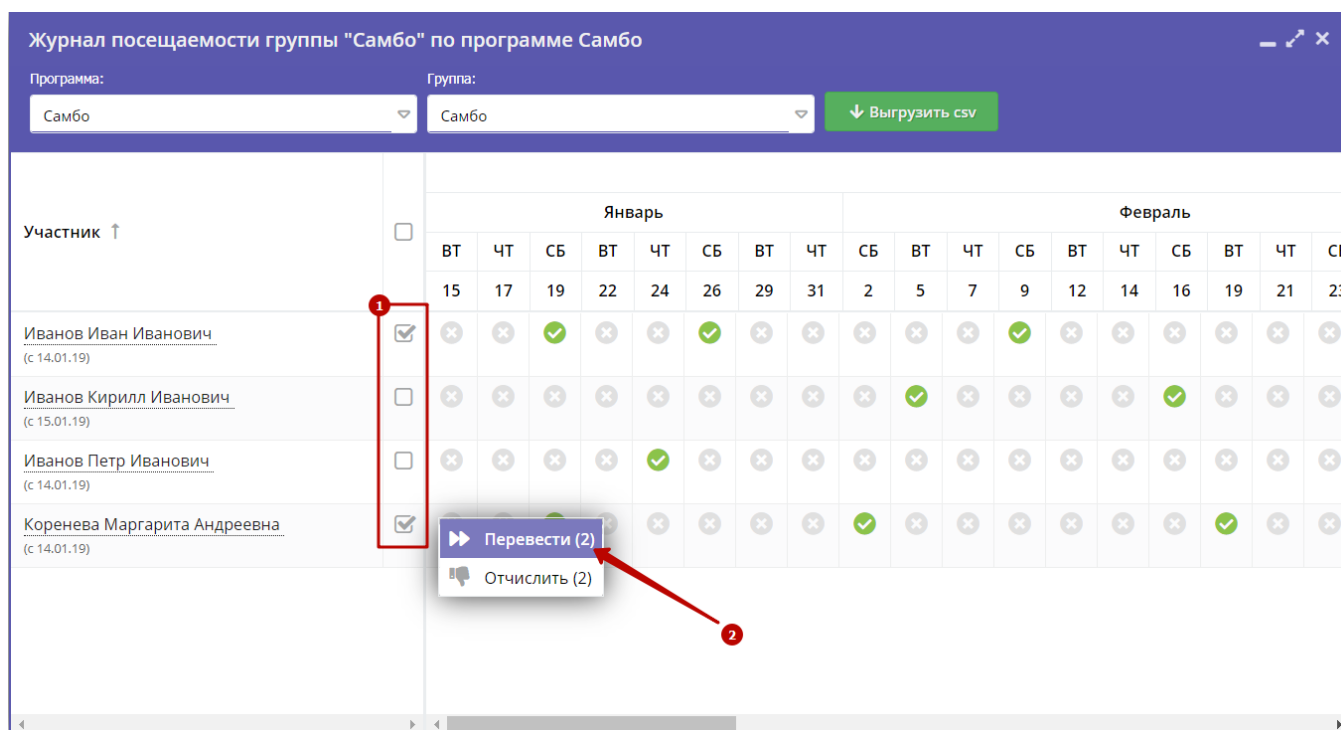 Журнал посещаемости группы "Самбо" по программе Самбо
Программа: Группа:
Самбо Самбо Выгрузить csv
Январь Февраль
Участник ↑
ВТ ЧТ СБ ВТ ЧТ СБ ВТ ЧТ СБ ВТ ЧТ СБ ВТ ЧТ СБ ВТ ЧТ
15 17 19 22 24 26 29 31 2 5 7 9 12 14 16 19 21 23
1
Иванов Иван Иванович
(с 14.01.19)
Иванов Кирилл Иванович
(с 15.01.19)
Иванов Петр Иванович
(с 14.01.19)
Коренева Маргарита Андреевна
(с 14.01.19)
Перевести (2)
Отчислить (2)
2